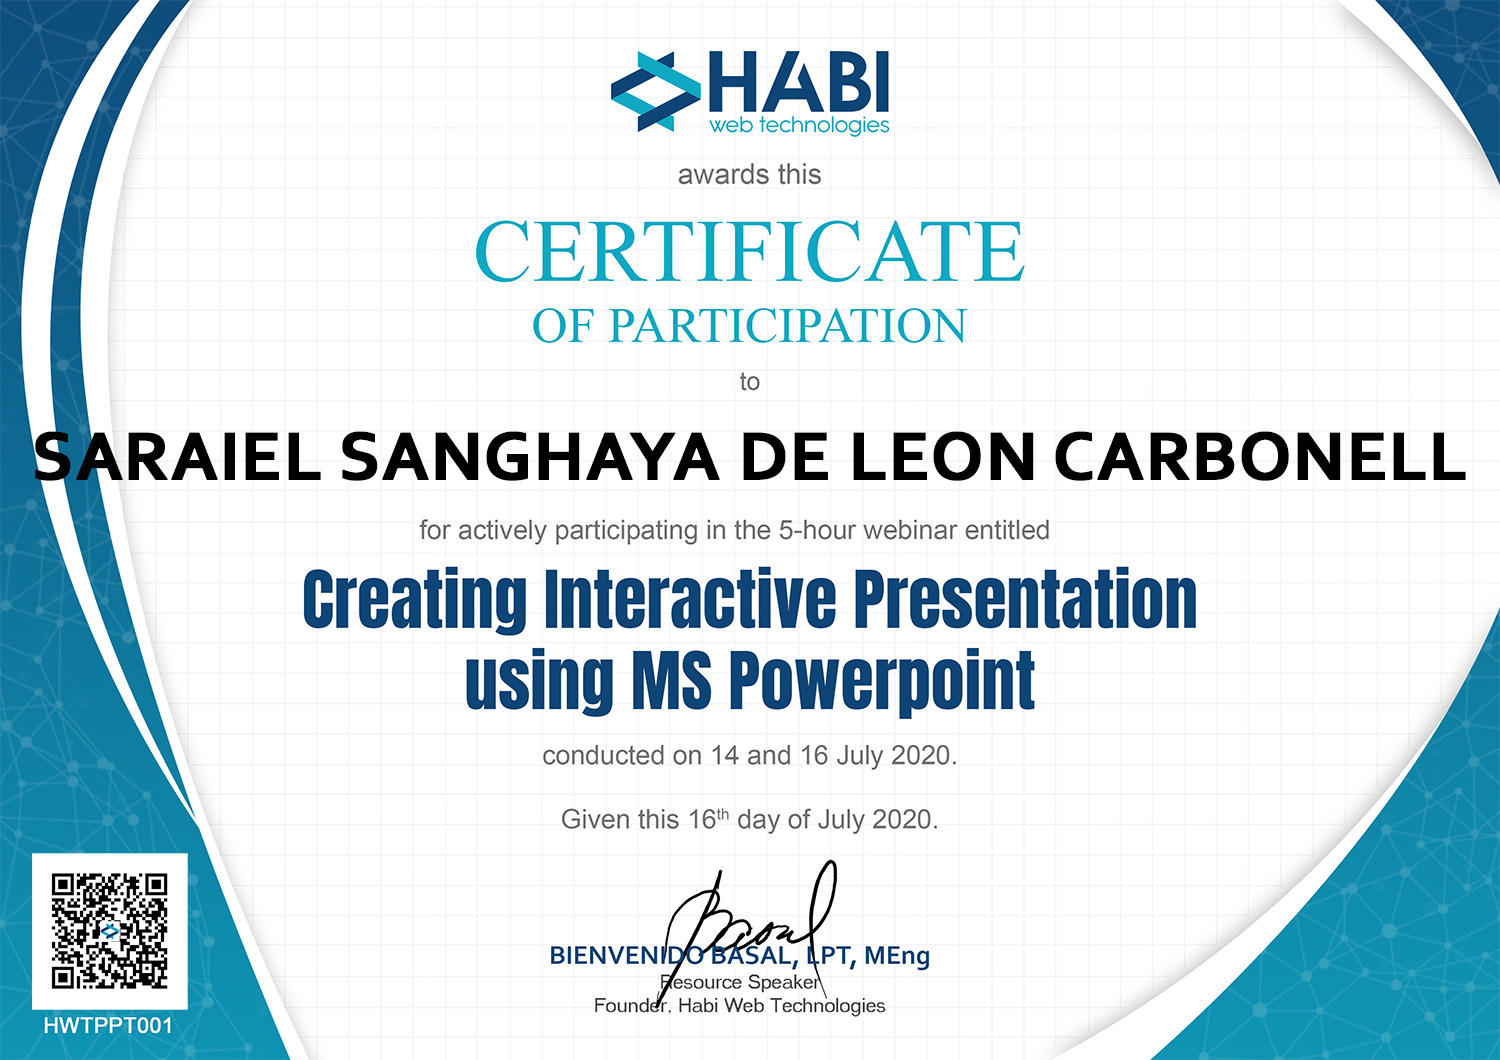 HABI
web technologies
awards this
CERTIFICATE
OF PARTICIPATION
to
SARAIEL SANGHAYA DE LEON CARBONELL
for actively participating in the 5-hour webinar entitled
Creating Interactive Presentation
using MS Powerpoint
conducted on 14 and 16 July 2020.
Given this 16th day of July 2020.
BIENVENIDO BASAL, LPT, MEng
Resource Speaker
Founder, Habi Web Technologies
HWTPPT001